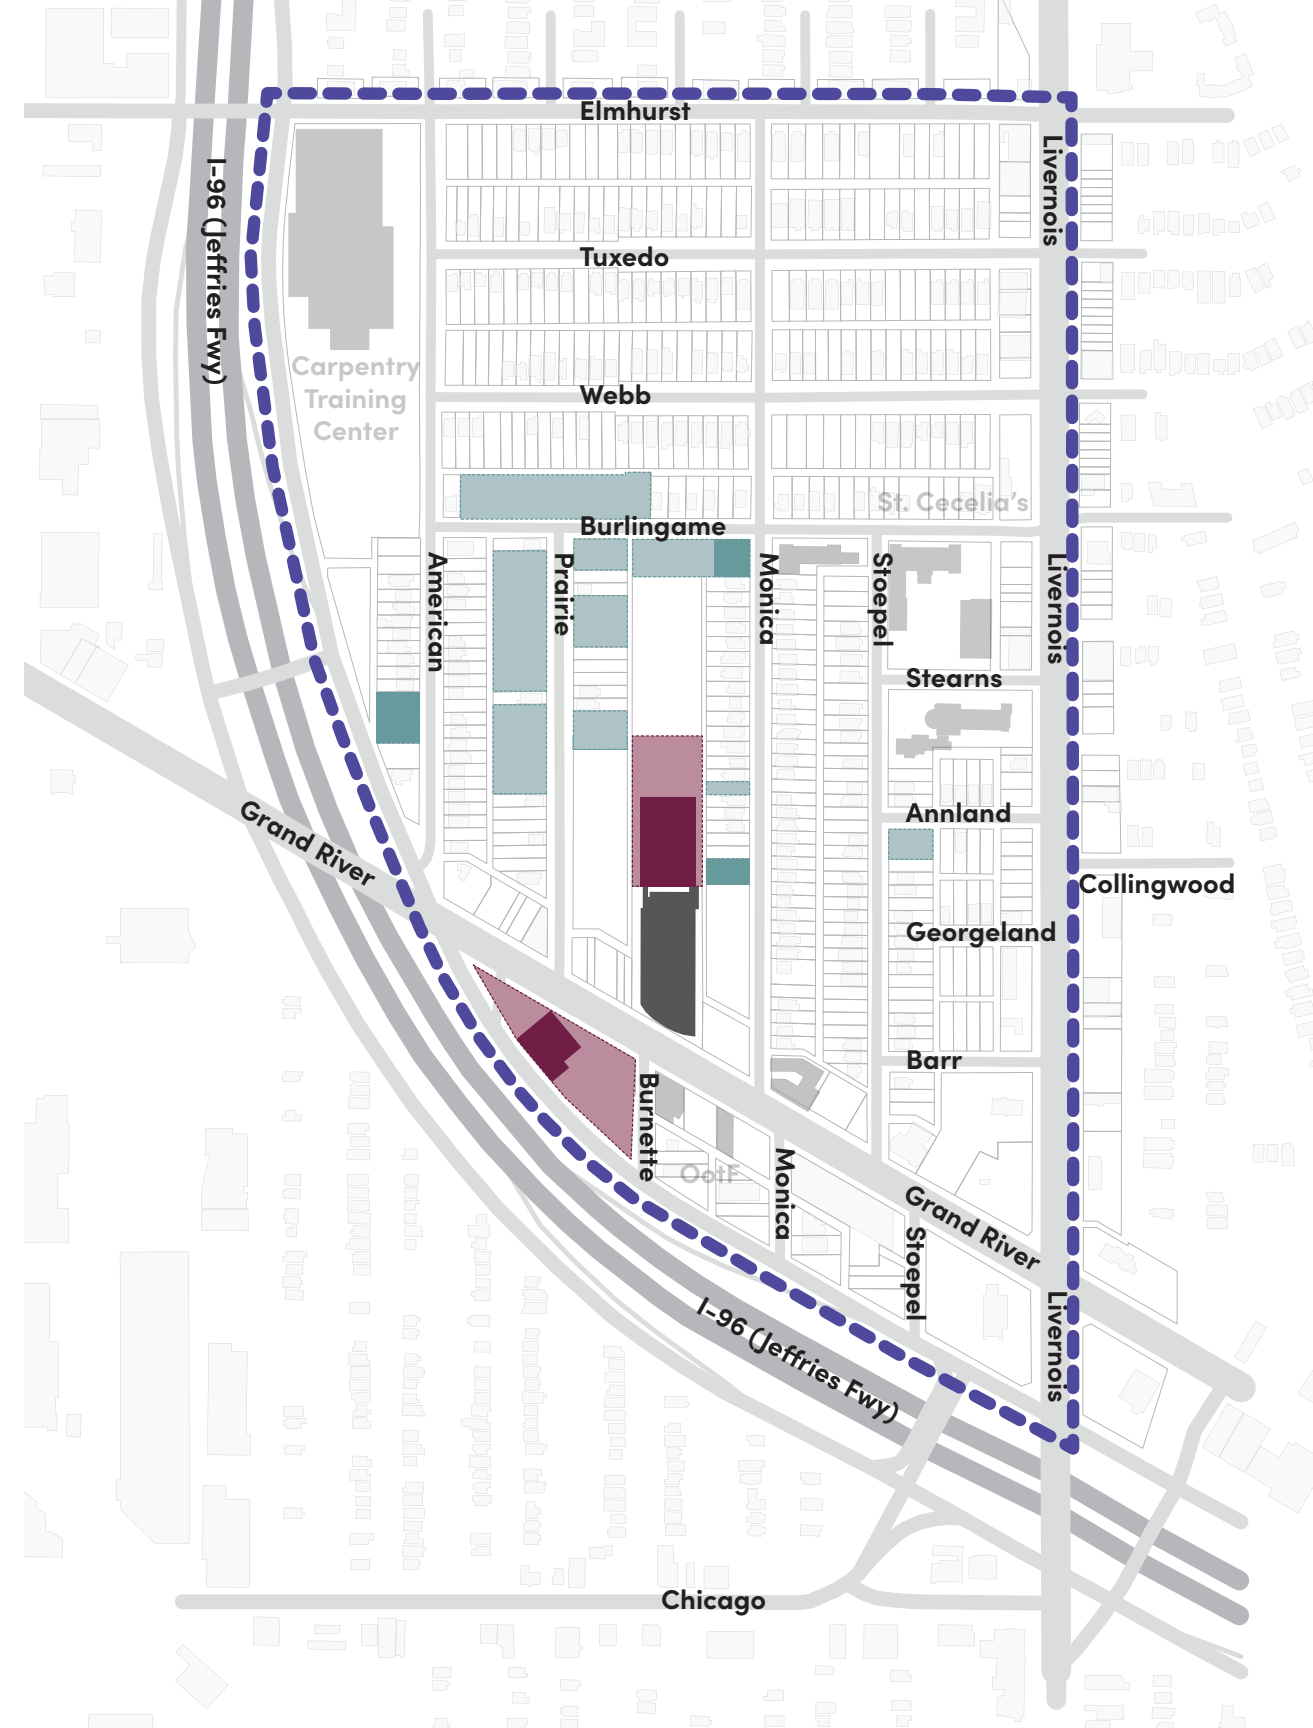 Elmhurst
Livernois
I-96 (Jeffries Fwy)
Tuxedo
Carpentry
Training
Center
Webb
St. Cecelia's
Burlingame
American
Prairie
Monica
Stoepel
Livernois
Stearns
Grand River
Annland
Collingwood
Georgeland
Barr
Burnette
OotF
Monica
Grand River
Stoepel
I-96 (Jeffries Fwy)
Livernois
Chicago